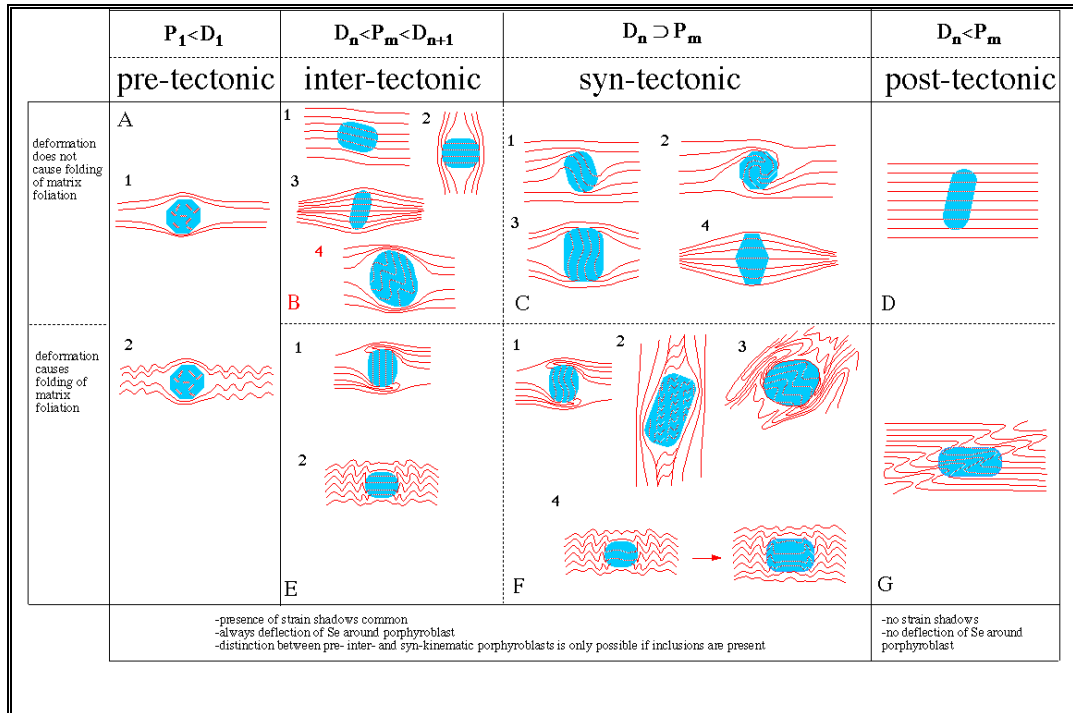 P1<D1
Dn<Pm<Dn+1
Dn ⊃ Pm
Dn<Pm
pre-tectonic
inter-tectonic
syn-tectonic
post-tectonic
deformation
does not
cause folding
of matrix
foliation
A
1
1
2
3
4
B
1
2
3
4
C
D
deformation
causes
folding of
matrix
foliation
2
1
2
E
1
2
3
4
F
G
-presence of strain shadows common
-always deflection of Se around porphyroblast
-distinction between pre- inter- and syn-kinematic porphyroblasts is only possible if inclusions are present
-no strain shadows
-no deflection of Se around
porphyroblast